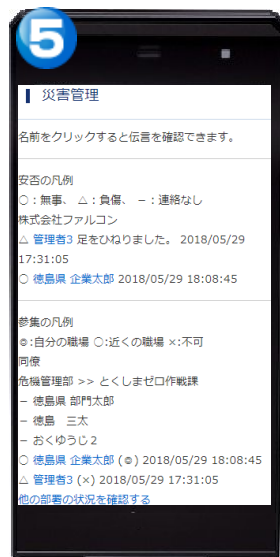 5
災害管理
名前をクリックすると伝言を確認できます。
安否の凡例
○：無事、 △：負傷、 −：連絡なし
株式会社ファルコン
△ 管理者3 足をひねりました。 2018/05/29
17:31:05
○ 徳島県 企業太郎 2018/05/29 18:08:45
参集の凡例
◎:自分の職場 ○:近くの職場 ×:不可
同僚
危機管理部 >> とくしまゼロ作戦課
− 徳島県 部門太郎
− 徳島　三太
− おくゆうじ２
○ 徳島県 企業太郎 (◎) 2018/05/29 18:08:45
△ 管理者3 (×) 2018/05/29 17:31:05
他の部署の状況を確認する